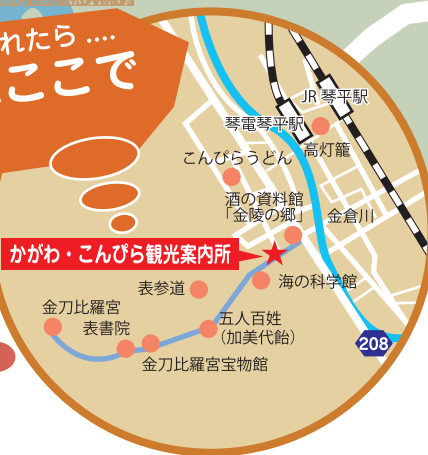 れたら ....
ここで
JR 琴平駅
琴電琴平駅
高灯籠
こんぴらうどん
酒の資料館
「金陵の郷」
金倉川
かがわ・こんぴら観光案内所
海の科学館
表参道
金刀比羅宮
表書院
五人百姓
(加美代飴)
金刀比羅宮宝物館
208